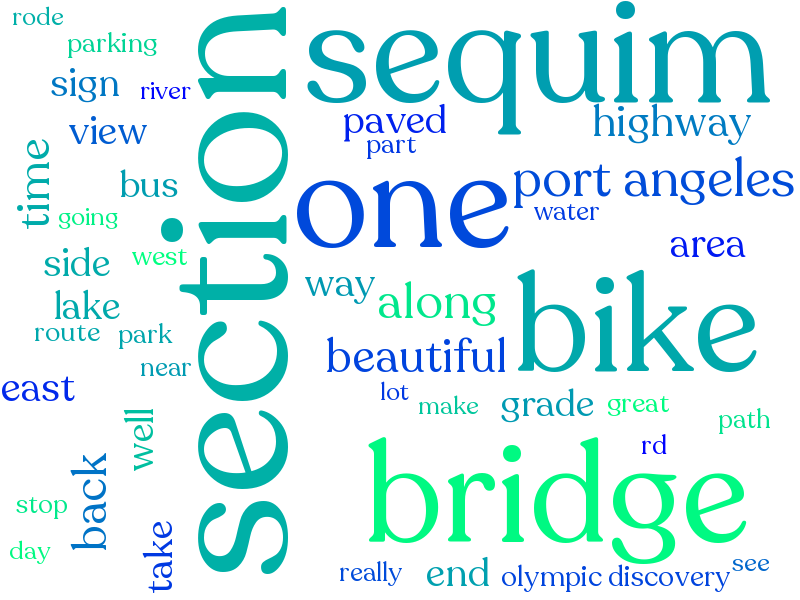 rode
parking
sign
river
view
time
bus
going
side
west
lake
route
park
near
east
well
back
stop
day
take
section
sequim
paved
part
highway
one
port angeles
water
area
way
along
bike
beautiful
lot
make
grade
great
path
rd
bridge
really
end
olympic discovery
see